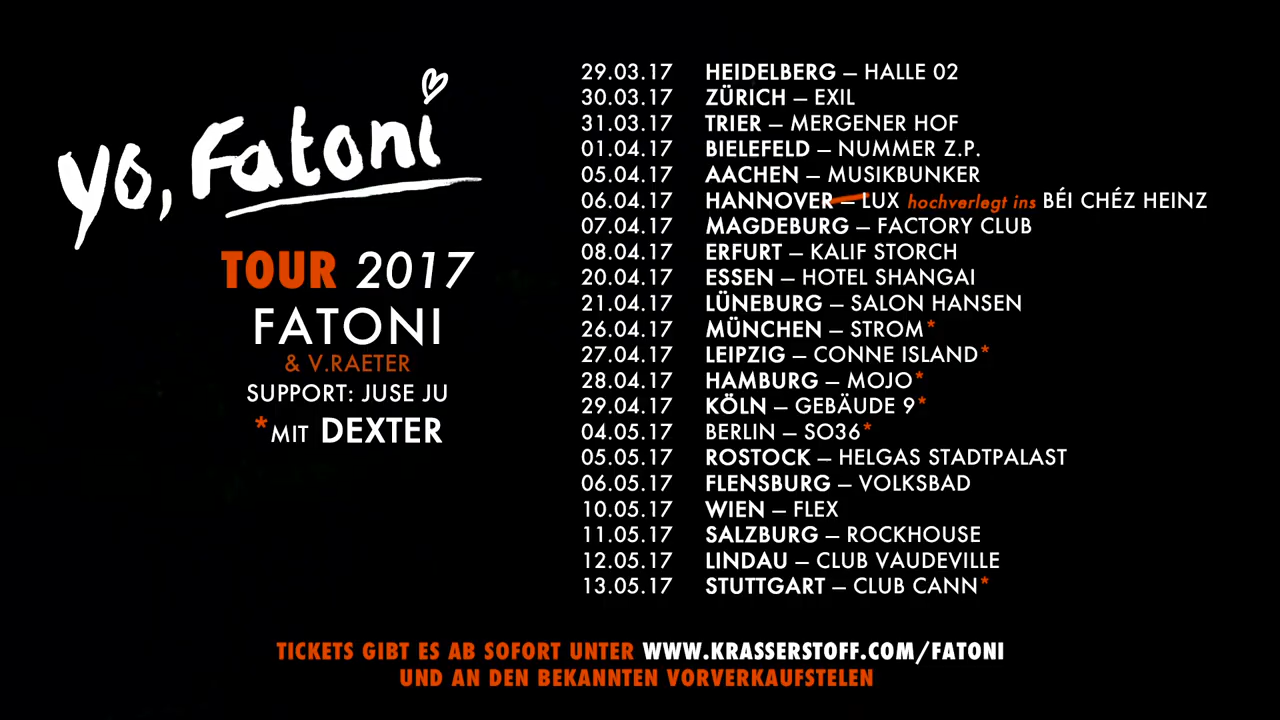 yo, Fatoni
TOUR 2017
FATONI
& V.RAETER
SUPPORT: JUSE JU
*MIT DEXTER
29.03.17 HEIDELBERG – HALLE 02
30.03.17 ZÜRICH – EXIL
31.03.17 TRIER – MERGENER HOF
01.04.17 BIELEFELD – NUMMER Z.P.
05.04.17 AACHEN – MUSIKBUNKER
06.04.17 HANNOVER – LUX hochverlegt ins BÉI CHÉZ HEINZ
07.04.17 MAGDEBURG – FACTORY CLUB
08.04.17 ERFURT – KALIF STORCH
20.04.17 ESSEN – HOTEL SHANGAI
21.04.17 LÜNEBURG – SALON HANSEN
26.04.17 MÜNCHEN – STROM*
27.04.17 LEIPZIG – CONNE ISLAND*
28.04.17 HAMBURG – MOJO*
29.04.17 KÖLN – GEBÄUDE 9*
04.05.17 BERLIN – SO36*
05.05.17 ROSTOCK – HELGAS STADTPALAST
06.05.17 FLENSBURG – VOLKSBAD
10.05.17 WIEN – FLEX
11.05.17 SALZBURG – ROCKHOUSE
12.05.17 LINDAU – CLUB VAUDEVILLE
13.05.17 STUTTGART – CLUB CANN*
TICKETS GIBT ES AB SOFORT UNTER WWW.KRASSERSTOFF.COM/FATONI
UND AN DEN BEKANNTEN VORVERKAUFSTELEN